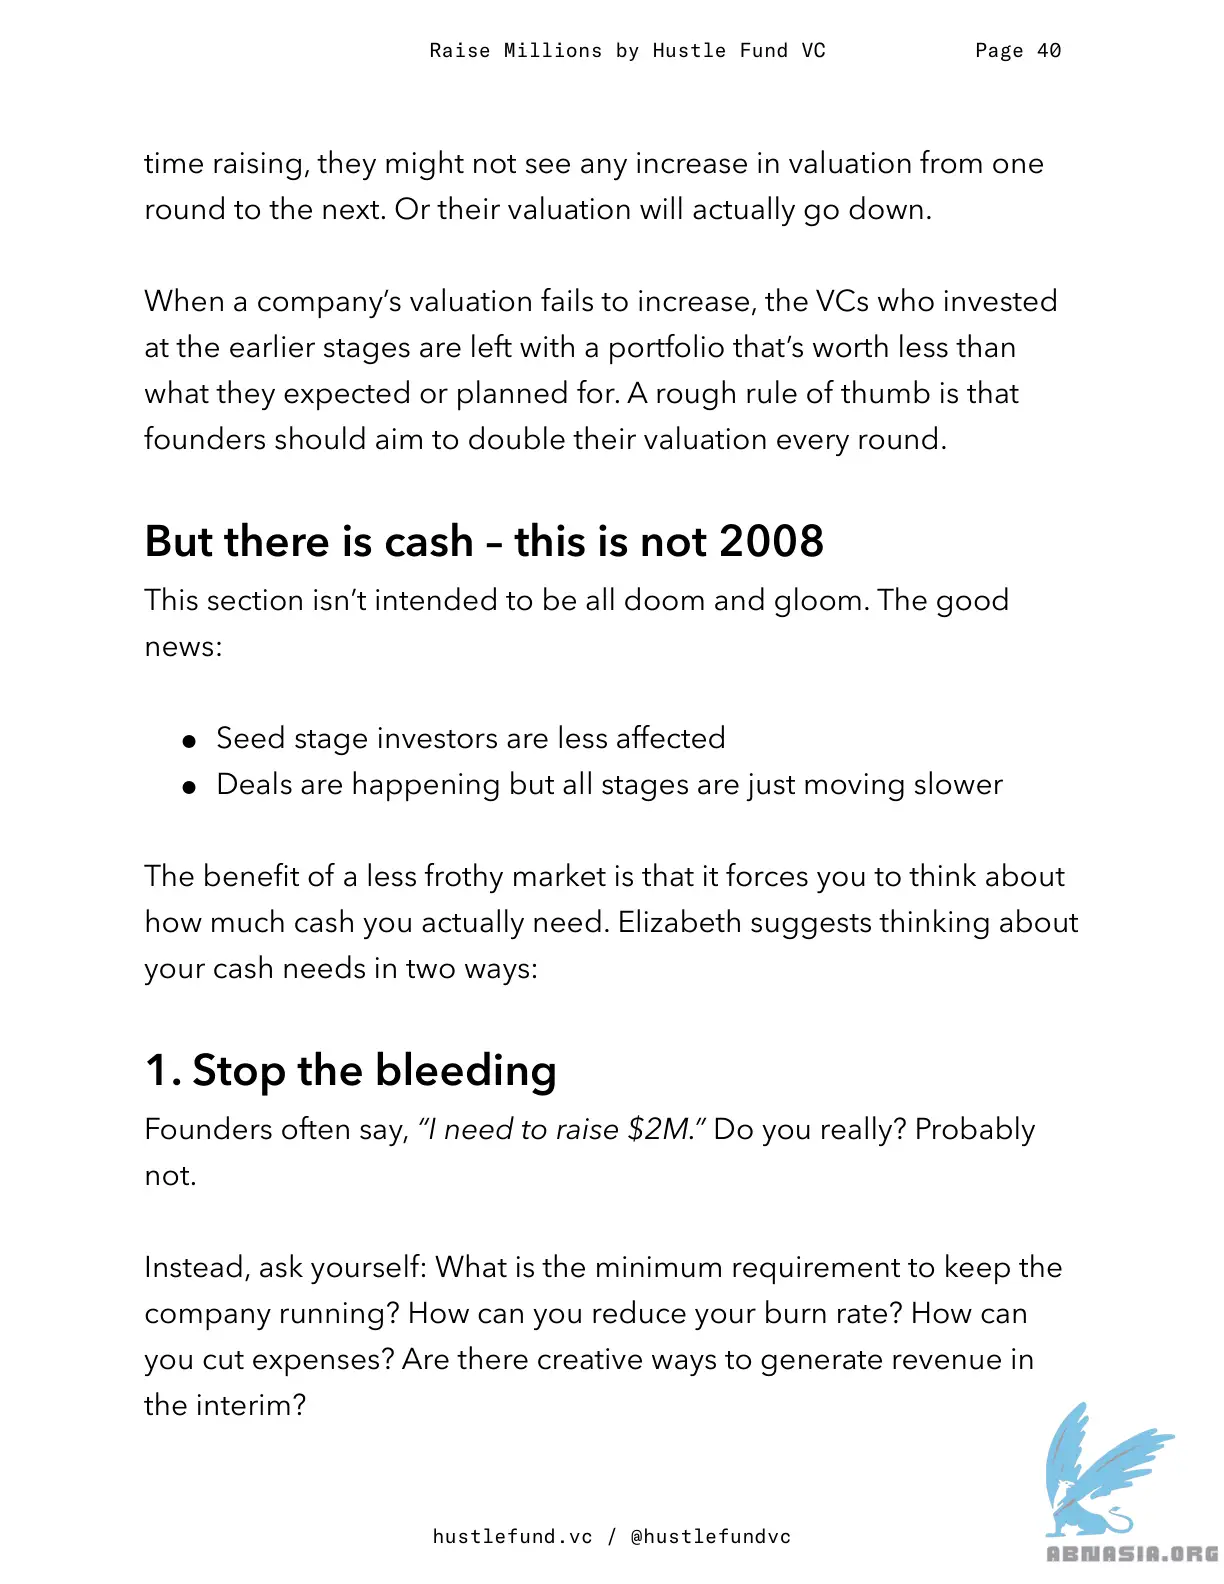 Raise Millions by Hustle Fund VC Page 40
time raising, they might not see any increase in valuation from one
round to the next. Or their valuation will actually go down.
When a company’s valuation fails to increase, the VCs who invested
at the earlier stages are left with a portfolio that’s worth less than
what they expected or planned for. A rough rule of thumb is that
founders should aim to double their valuation every round.
But there is cash – this is not 2008
This section isn’t intended to be all doom and gloom. The good
news:
● Seed stage investors are less affected
● Deals are happening but all stages are just moving slower
The benefit of a less frothy market is that it forces you to think about
how much cash you actually need. Elizabeth suggests thinking about
your cash needs in two ways:
1. Stop the bleeding
Founders often say, “I need to raise $2M.” Do you really? Probably
not.
Instead, ask yourself: What is the minimum requirement to keep the
company running? How can you reduce your burn rate? How can
you cut expenses? Are there creative ways to generate revenue in
the interim?
hustlefund.vc / @hustlefundvc
ABNASIA.ORG